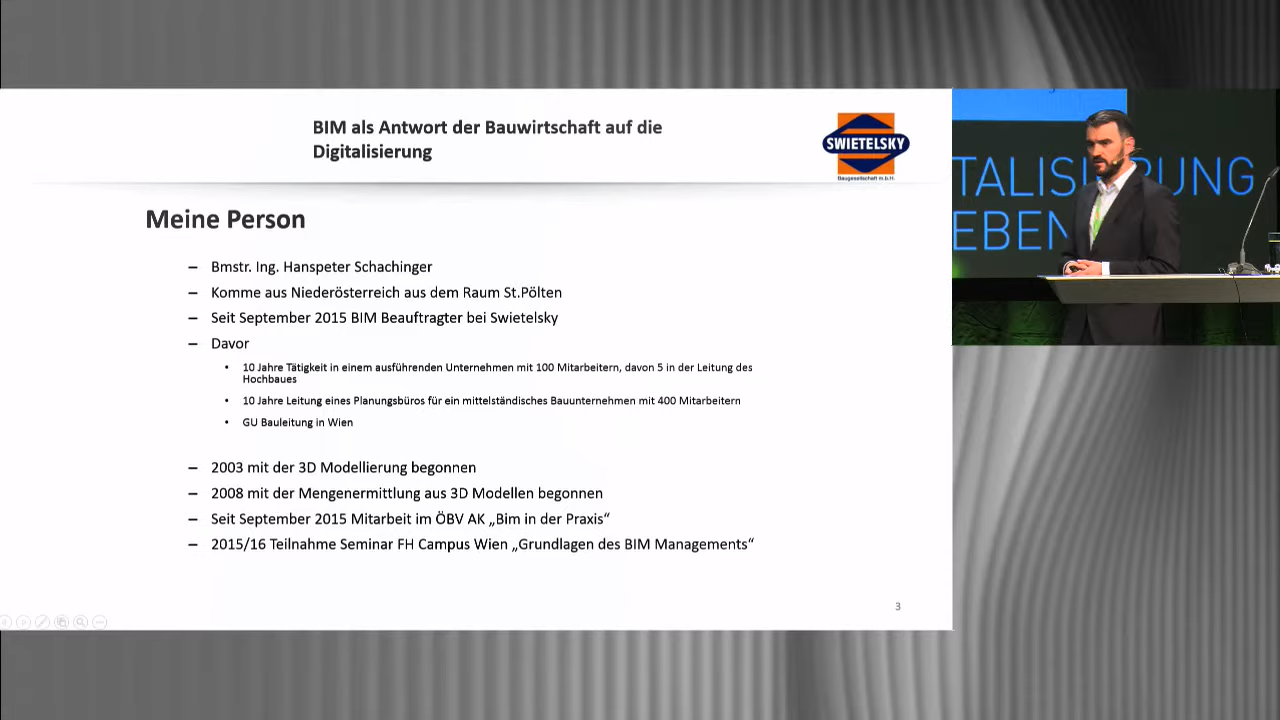 BIM als Antwort der Bauwirtschaft auf die
Digitalisierung
SWIETELSKY
Baugesellschaft m.b.H.
Meine Person
– Bmstr. Ing. Hanspeter Schachinger
– Komme aus Niederösterreich aus dem Raum St.Pölten
– Seit September 2015 BIM Beauftragter bei Swietelsky
– Davor
• 10 Jahre Tätigkeit in einem ausführenden Unternehmen mit 100 Mitarbeitern, davon 5 in der Leitung des
Hochbaues
• 10 Jahre Leitung eines Planungsbüros für ein mittelständisches Bauunternehmen mit 400 Mitarbeitern
• GU Bauleitung in Wien
– 2003 mit der 3D Modellierung begonnen
– 2008 mit der Mengenermittlung aus 3D Modellen begonnen
– Seit September 2015 Mitarbeit im ÖBV AK „Bim in der Praxis“
– 2015/16 Teilnahme Seminar FH Campus Wien „Grundlagen des BIM Managements“
3
TALIS UNG
EBEN